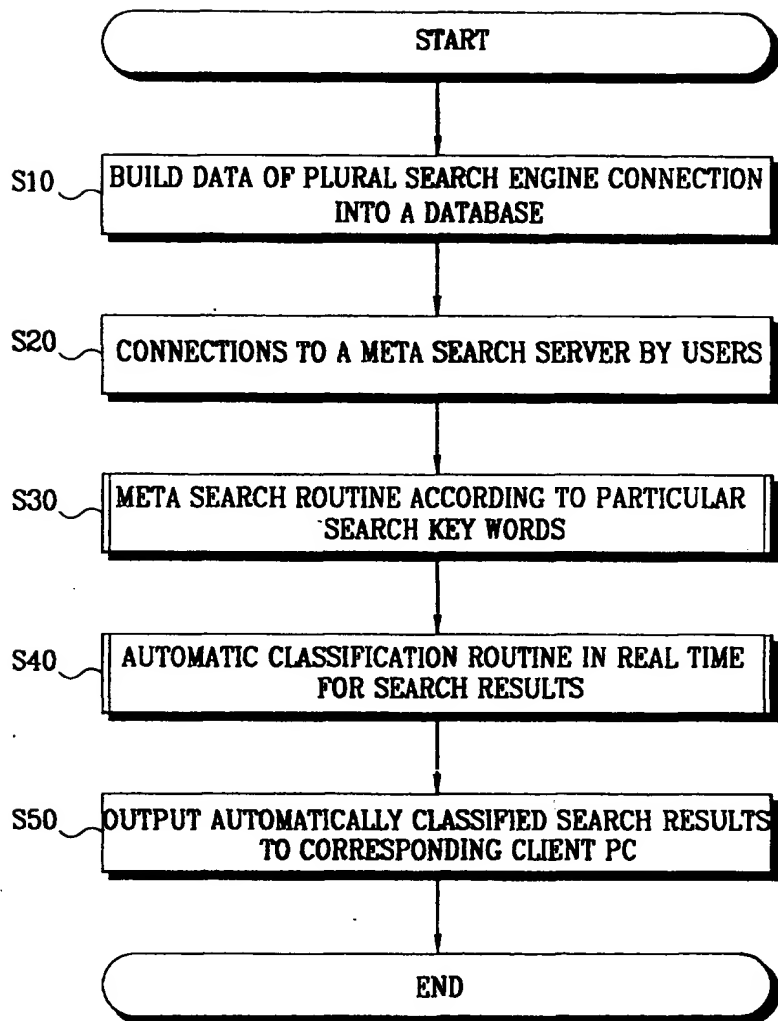 START
S10
BUILD DATA OF PLURAL SEARCH ENGINE CONNECTION
INTO A DATABASE
S20
CONNECTIONS TO A META SEARCH SERVER BY USERS
S30
META SEARCH ROUTINE ACCORDING TO PARTICULAR
SEARCH KEY WORDS
S40
AUTOMATIC CLASSIFICATION ROUTINE IN REAL TIME
FOR SEARCH RESULTS
S50
OUTPUT AUTOMATICALLY CLASSIFIED SEARCH RESULTS
TO CORRESPONDING CLIENT PC
END